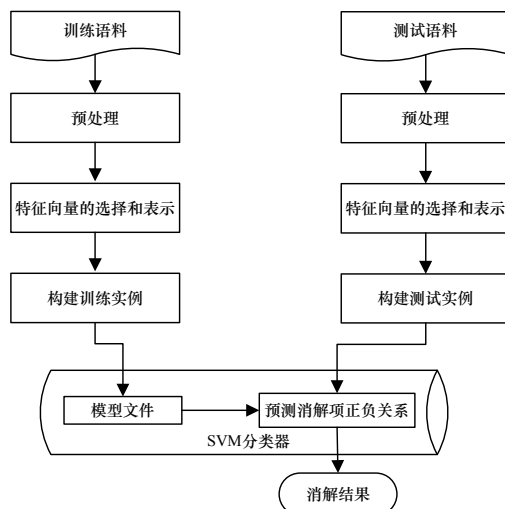 训练语料
测试语料
预处理
预处理
特征向量的选择和表示
特征向量的选择和表示
构建训练实例
构建测试实例
模型文件
预测消解项正负关系
SVM分类器
消解结果